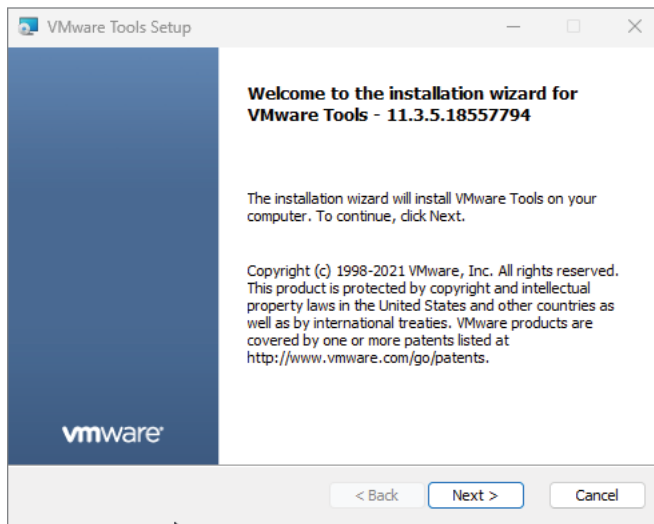 VMware Tools Setup
Welcome to the installation wizard for
VMware Tools - 11.3.5.18557794
The installation wizard will install VMware Tools on your
computer. To continue, click Next.
Copyright (c) 1998-2021 VMware, Inc. All rights reserved.
This product is protected by copyright and intellectual
property laws in the United States and other countries as
well as by international treaties. VMware products are
covered by one or more patents listed at
http://www.vmware.com/go/patents.
vmware
< Back
Next >
Cancel